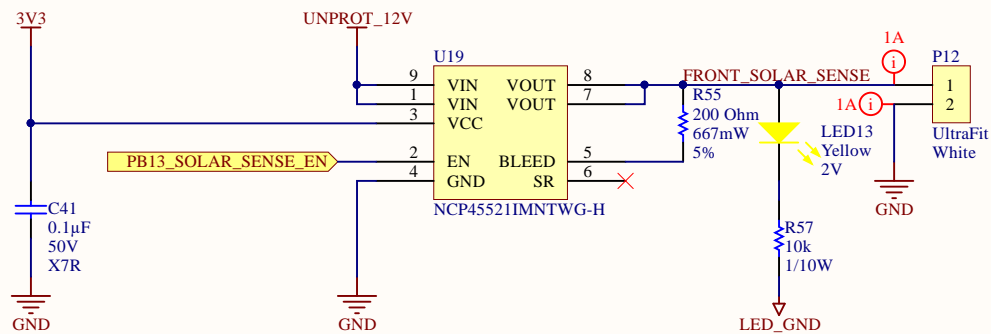 3V3
UNPROT_12V
U19
1A
i
P12
9
VIN
VOUT
8
FRONT_SOLAR_SENSE
1
1
VIN
VOUT
7
R55
1A
i
2
3
VCC
200 Ohm
667mW
5%
LED13
Yellow
2V
UltraFit
White
PB13_SOLAR_SENSE_EN
2
EN
BLEED
5
4
GND
SR
6
NCP45521IMNTWG-H
GND
C41
0.1µF
50V
X7R
R57
10k
1/10W
GND
GND
LED_GND